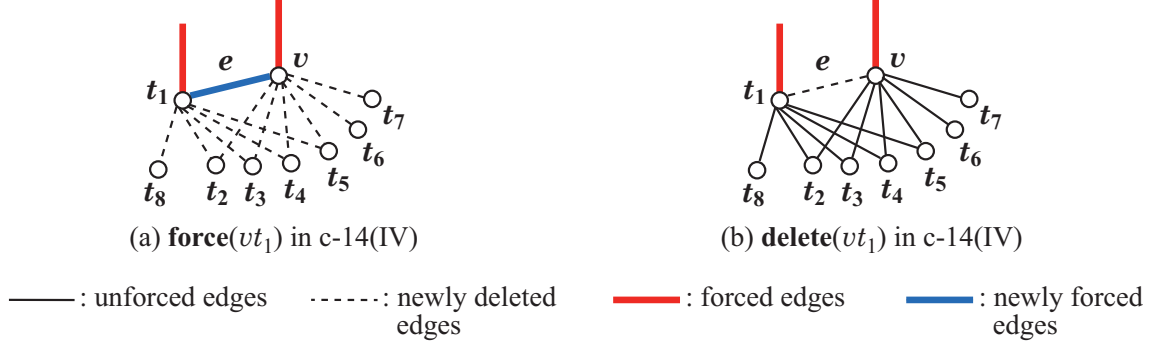 e v
t1
t7
t6
t5
t8 t2 t3 t4
e v
t1
t7
t6
t5
t8 t2 t3 t4
(a) force(vt1) in c-14(IV)
(b) delete(vt1) in c-14(IV)
: unforced edges : newly deleted edges : forced edges : newly forced edges